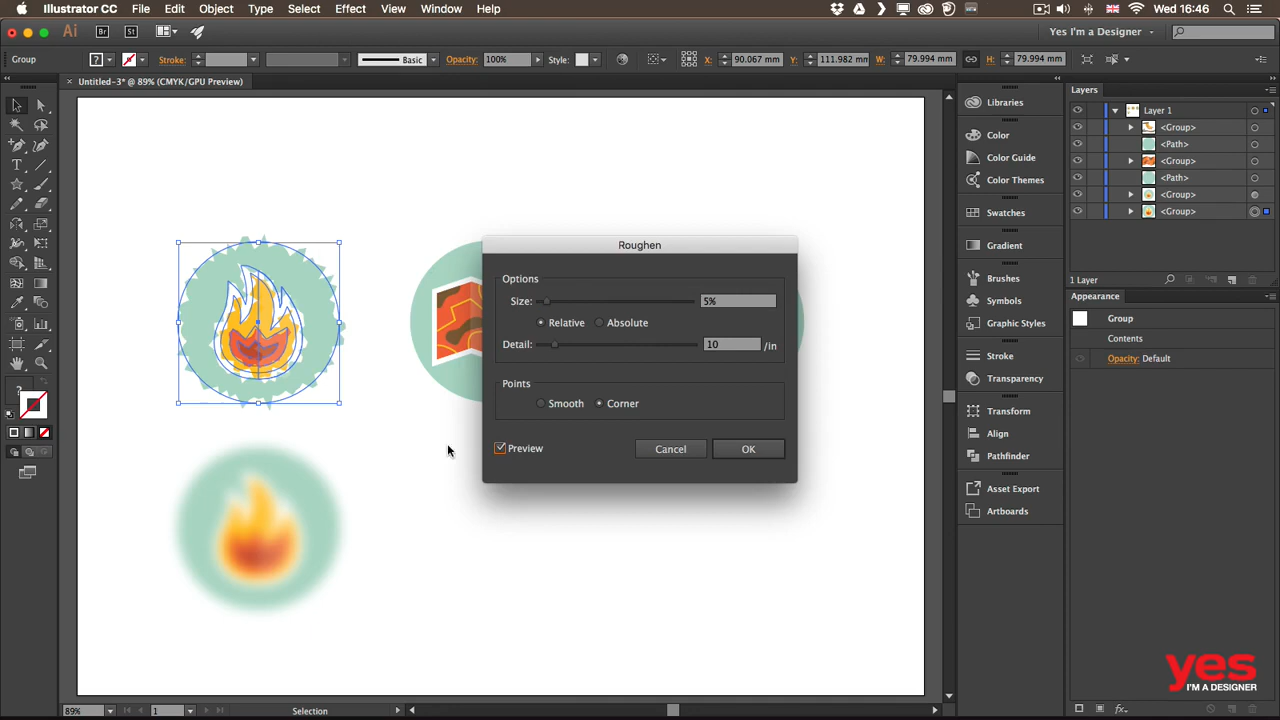 Illustrator CC File Edit Object Type Select Effect View Window Help Wed 16:46
Br St Yes I'm a Designer
Group Stroke: Basic Opacity: 100% Style: X: 90.067 mm Y: 111.982 mm W: 79.994 mm H: 79.994 mm
× Untitled-3* @ 89% (CMYK/GPU Preview)
Libraries
Color
Color Guide
Color Themes
Swatches
Gradient
Brushes
Symbols
Graphic Styles
Stroke
Transparency
Transform
Align
Pathfinder
Asset Export
Artboards
Layers
Layer 1
<Group>
<Path>
<Group>
<Path>
<Group>
<Group>
1 Layer
Appearance
Group
Contents
Opacity: Default
Roughen
Options
Size: 5%
Relative Absolute
Detail: 10 /in
Points
Smooth Corner
Preview Cancel OK
yes
I'M A DESIGNER
89% 1 Selection